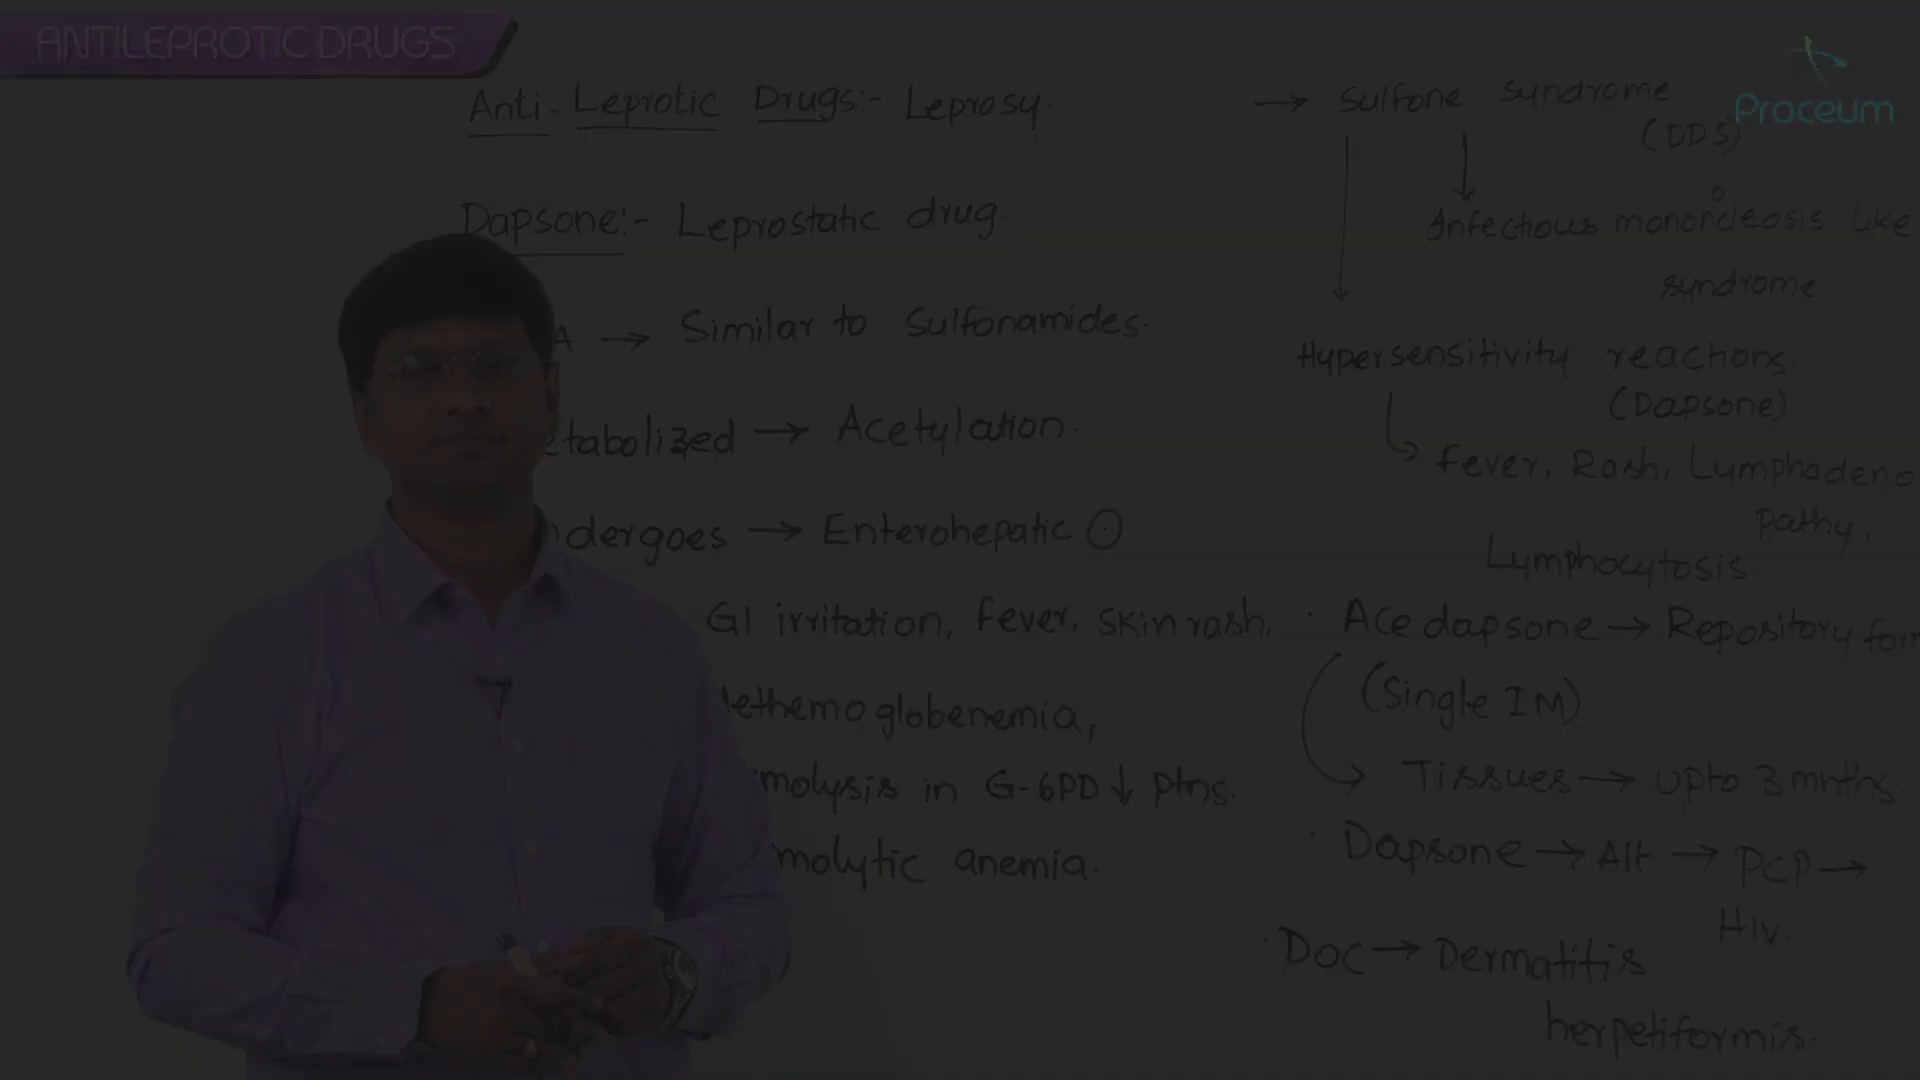 ANTILEPROTIC DRUGS
Proceum
Anti-Leprotic Drugs:- Leprosy.
Dapsone:- Leprostatic drug.
A → Similar to Sulfonamides.
etabolized → Acetylation.
ndergoes → Enterohepatic
GI irritation, Fever, Skin rash,
ethemoglobenemia,
molysis in G-6PD↓ Ptns.
molytic anemia.
→ Sulfone syndrome
(DDS)
Infectious mononcleosis like
syndrome
Hypersensitivity reactions
(Dapsone)
Fever, Rash, Lymphadeno
pathy,
Lymphocytosis.
· Acedapsone → Repository form
(Single IM)
Tissues → upto 3 mnths.
· Dapsone → Alt → PCP →
HIV.
· DOC → Dermatitis
herpetiformis.